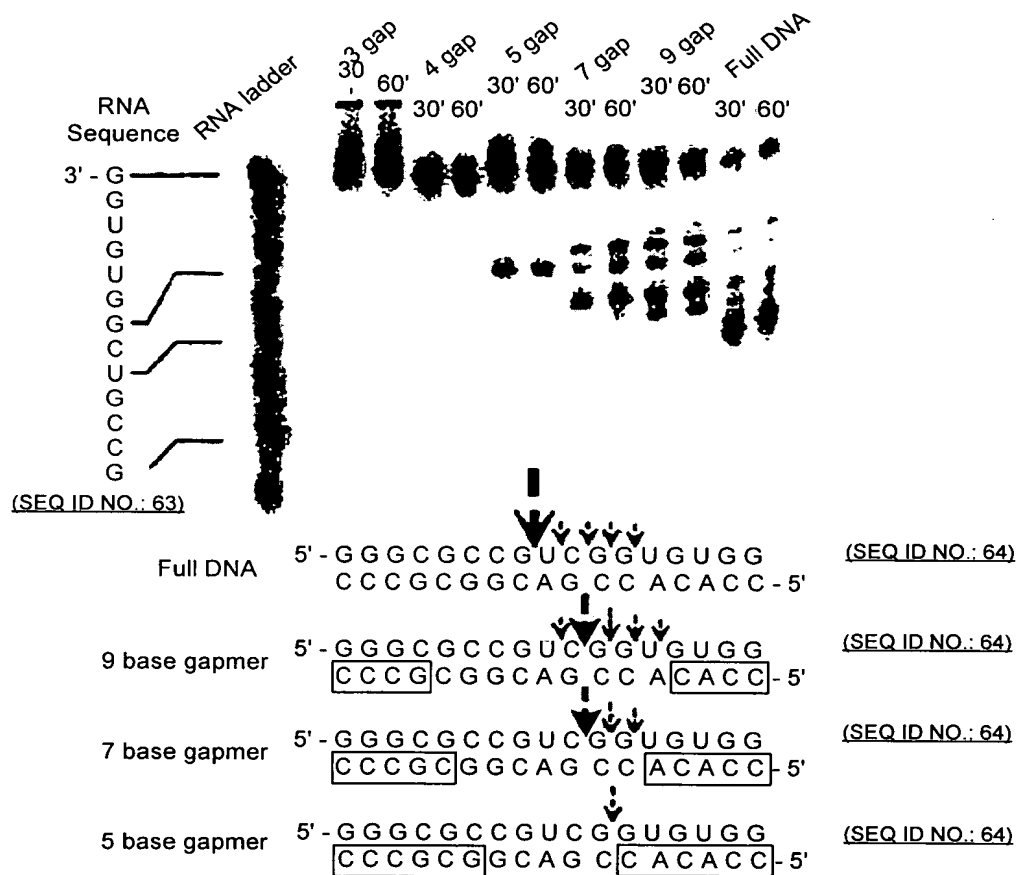 3 gap
4 gap
5 gap
7 gap
9 gap
Full DNA
30
60'
30' 60'
30' 60'
30' 60'
30' 60'
30' 60'
RNA
Sequence
RNA ladder
3' - G
G
U
G
U
G
G
C
U
G
C
C
G
(SEQ ID NO.: 63)
Full DNA
5' - G G G C G C C G U C G G U G U G G
C C C G C G G C A G C C A C A C C - 5'
(SEQ ID NO.: 64)
9 base gapmer
5' - G G G C G C C G U C G G U G U G G
C C C G C G G C A G C C A C A C C - 5'
(SEQ ID NO.: 64)
7 base gapmer
5' - G G G C G C C G U C G G U G U G G
C C C G C G G C A G C C A C A C C - 5'
(SEQ ID NO.: 64)
5 base gapmer
5' - G G G C G C C G U C G G U G U G G
C C C G C G G C A G C C A C A C C - 5'
(SEQ ID NO.: 64)